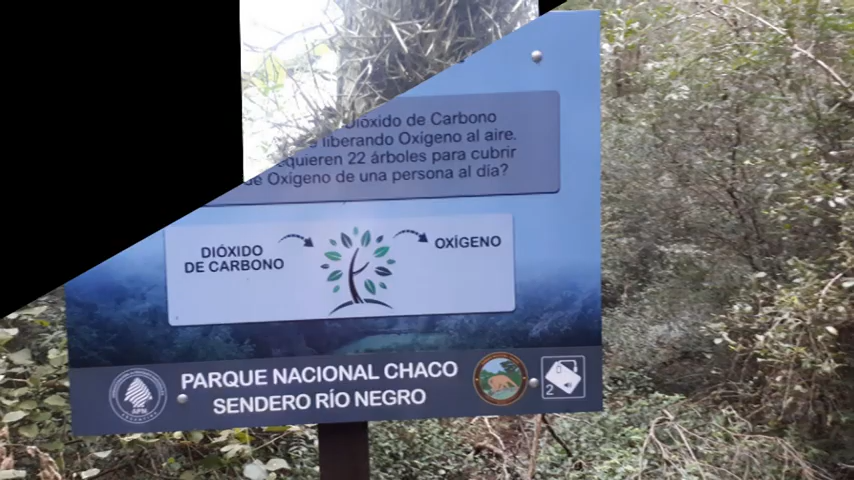 Dióxido de Carbono
liberando Oxígeno al aire.
quieren 22 árboles para cubrir
de Oxígeno de una persona al día?
DIÓXIDO
DE CARBONO
OXÍGENO
PARQUE NACIONAL CHACO
SENDERO RÍO NEGRO
APN
2